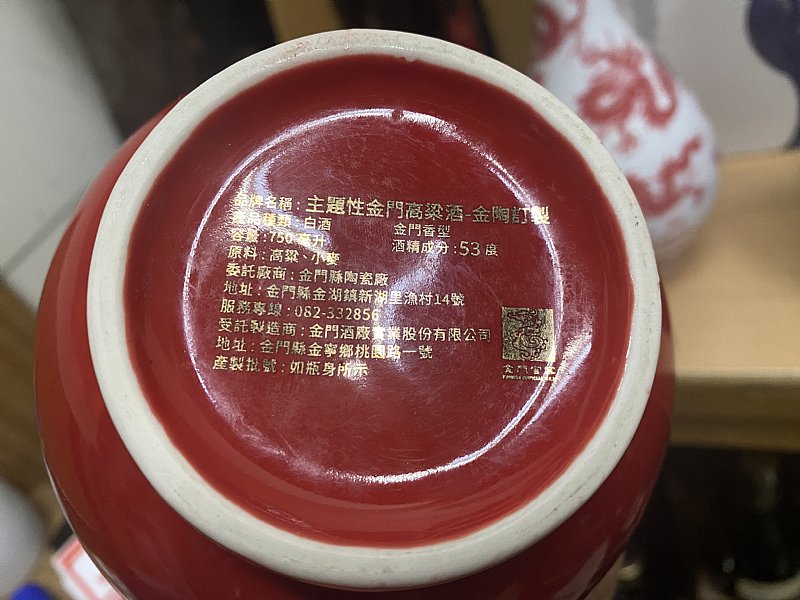 品牌名稱：主題性金門高粱酒-金陶訂製
產品種類：白酒 金門香型
容量：750毫升 酒精成分：53度
原料：高粱、小麥
委託廠商：金門縣陶瓷廠
地址：金門縣金湖鎮新湖里漁村14號
服務專線：082-332856
受託製造商：金門酒廠實業股份有限公司
地址：金門縣金寧鄉桃園路一號
產製批號：如瓶身所示